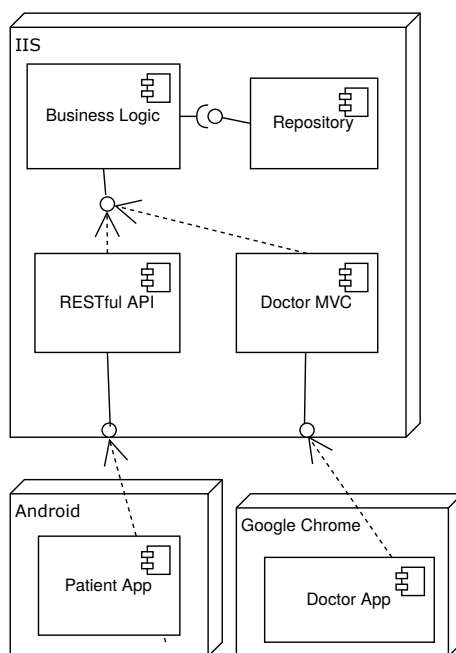 IIS
Business Logic
Repository
RESTful API
Doctor MVC
Android
Google Chrome
Patient App
Doctor App